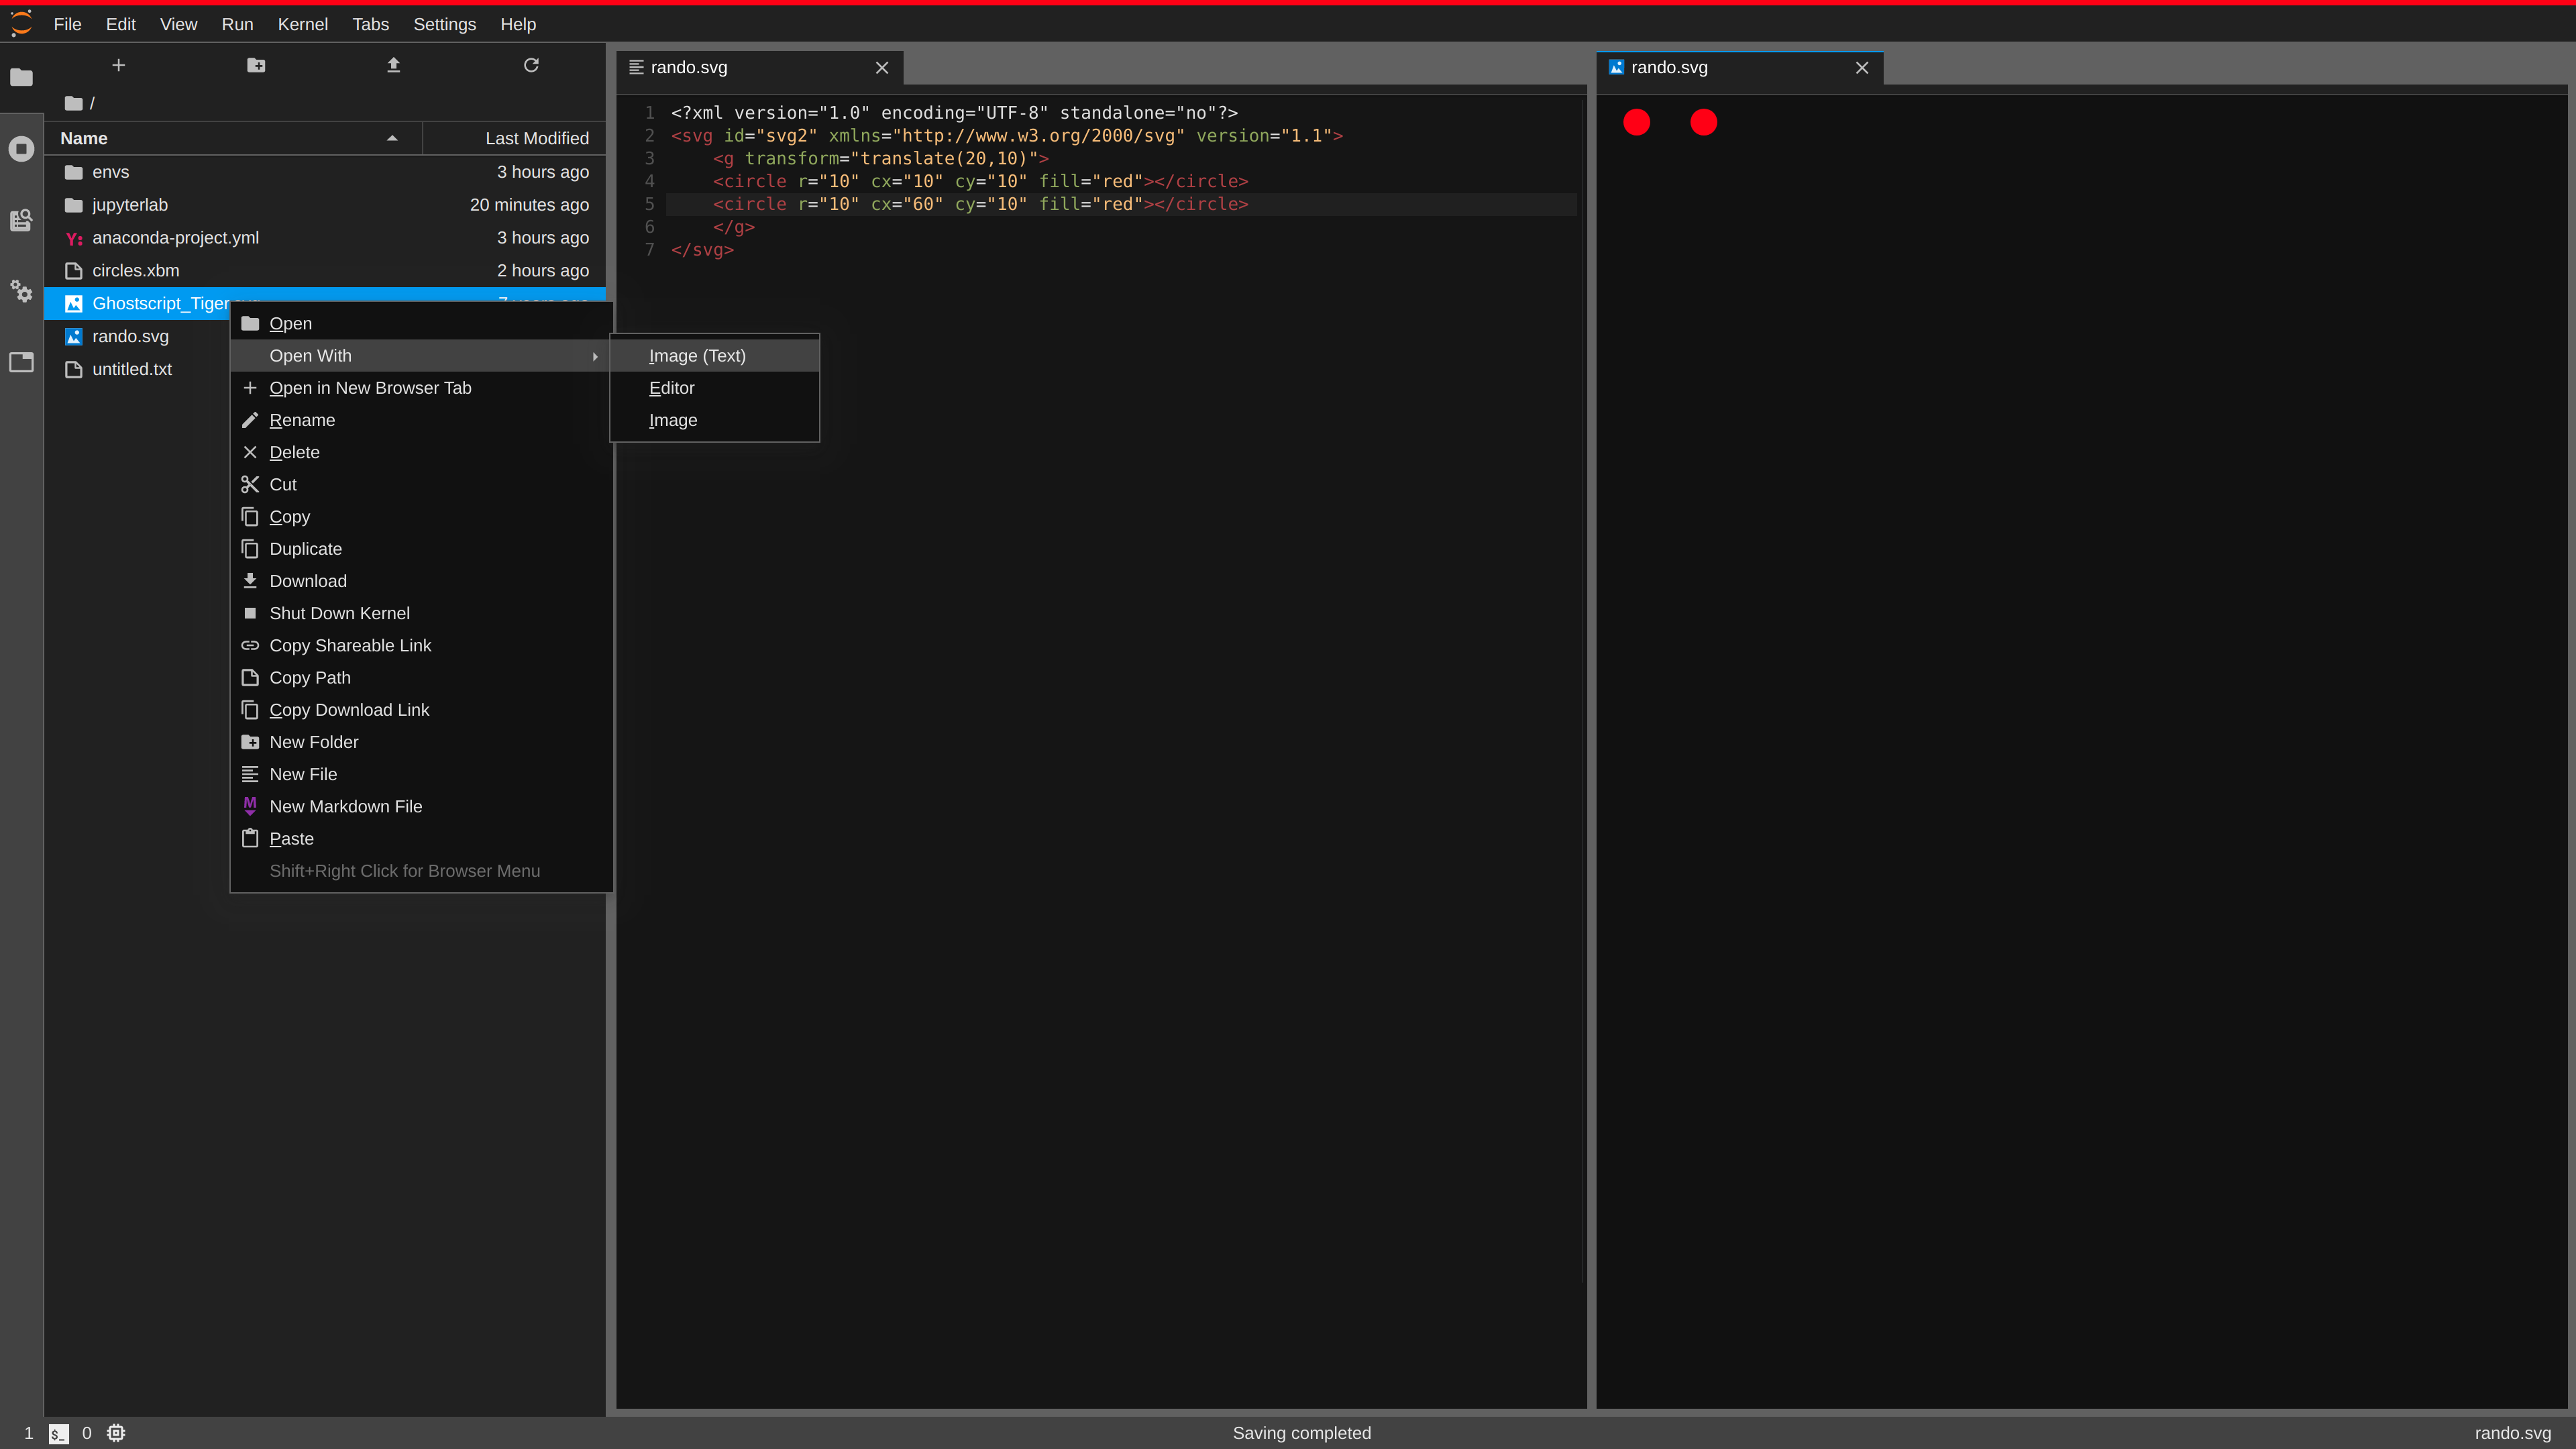 File Edit View Run Kernel Tabs Settings Help
/
Name Last Modified
envs 3 hours ago
jupyterlab 20 minutes ago
anaconda-project.yml 3 hours ago
circles.xbm 2 hours ago
Ghostscript_Tiger.svg 7 years ago
rando.svg
untitled.txt
Open
Open With
Open in New Browser Tab
Rename
Delete
Cut
Copy
Duplicate
Download
Shut Down Kernel
Copy Shareable Link
Copy Path
Copy Download Link
New Folder
New File
New Markdown File
Paste
Shift+Right Click for Browser Menu
Image (Text)
Editor
Image
rando.svg
1 <?xml version="1.0" encoding="UTF-8" standalone="no"?>
2 <svg id="svg2" xmlns="http://www.w3.org/2000/svg" version="1.1">
3 <g transform="translate(20,10)">
4 <circle r="10" cx="10" cy="10" fill="red"></circle>
5 <circle r="10" cx="60" cy="10" fill="red"></circle>
6 </g>
7 </svg>
rando.svg
1 $_ 0 Saving completed rando.svg